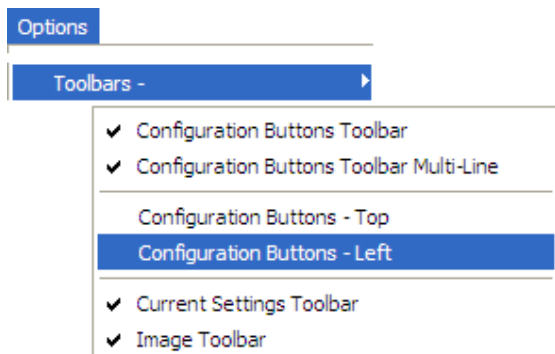 Options
Toolbars -
Configuration Buttons Toolbar
Configuration Buttons Toolbar Multi-Line
Configuration Buttons - Top
Configuration Buttons - Left
Current Settings Toolbar
Image Toolbar